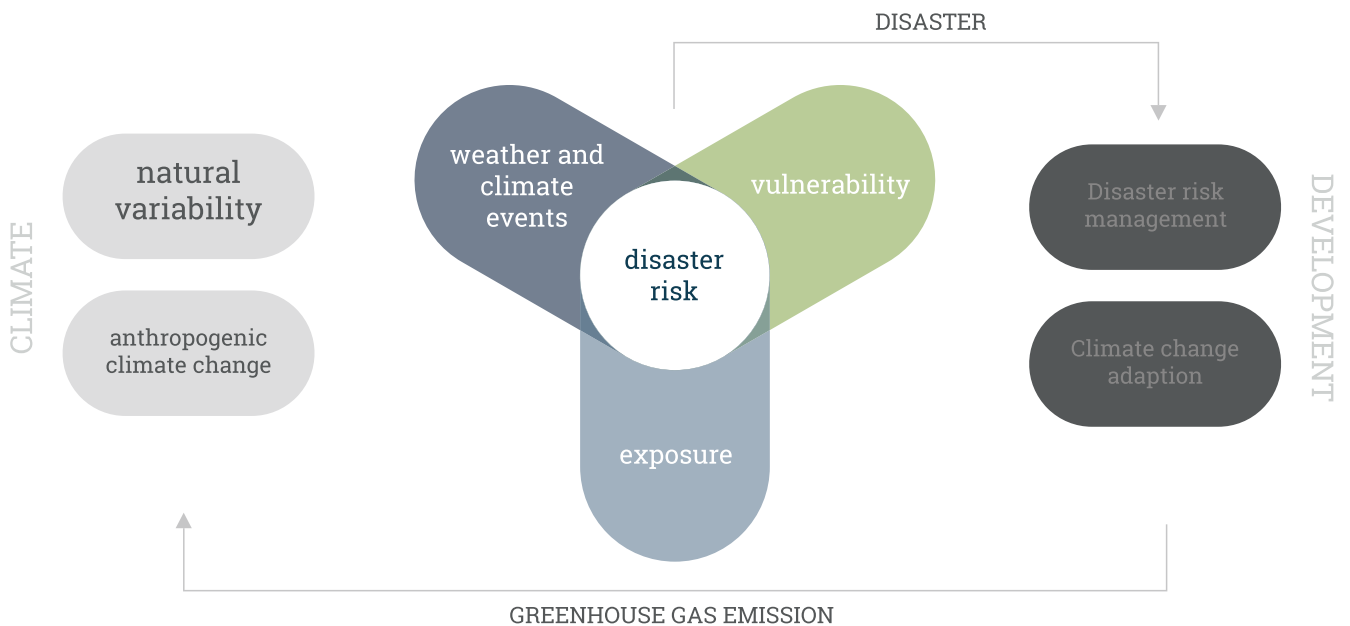 DISASTER
CLIMATE
natural
variability
anthropogenic
climate change
weather and
climate
events
vulnerability
disaster
risk
exposure
Disaster risk
management
Climate change
adaption
DEVELOPMENT
GREENHOUSE GAS EMISSION